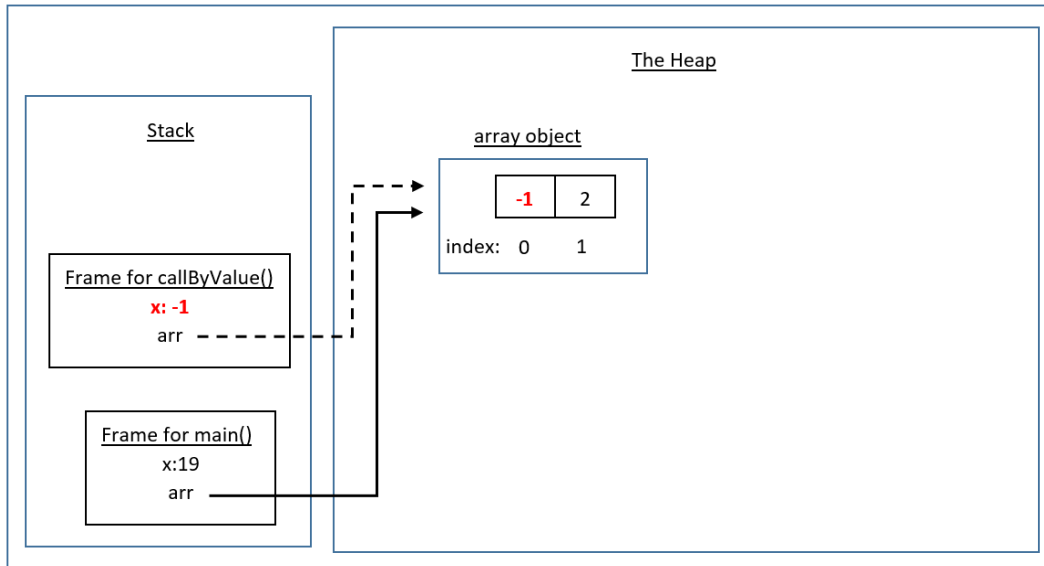 The Heap
Stack
array object
-1 2
index: 0 1
Frame for callByValue()
x: -1
arr
Frame for main()
x:19
arr